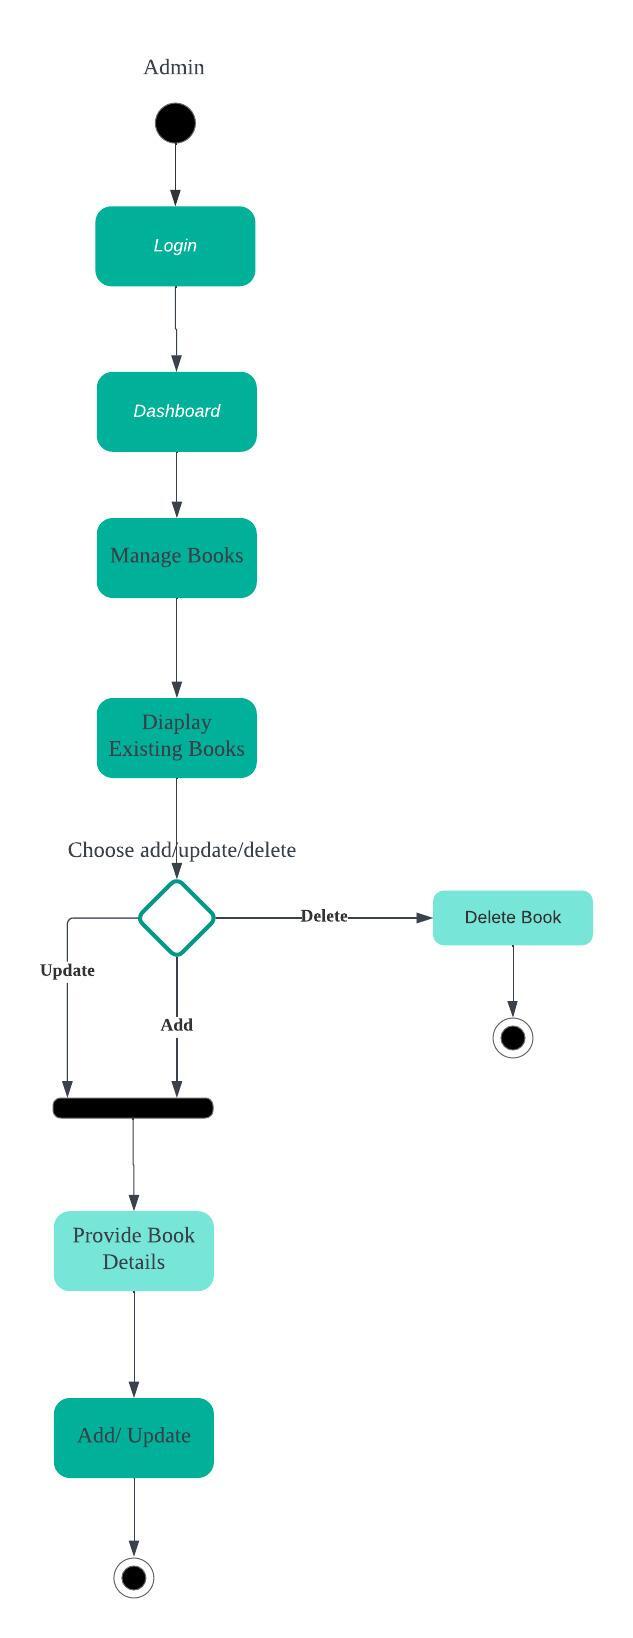 Admin
Login
Dashboard
Manage Books
Diaplay
Existing Books
Choose add/update/delete
Delete
Delete Book
Update
Add
Provide Book
Details
Add/ Update